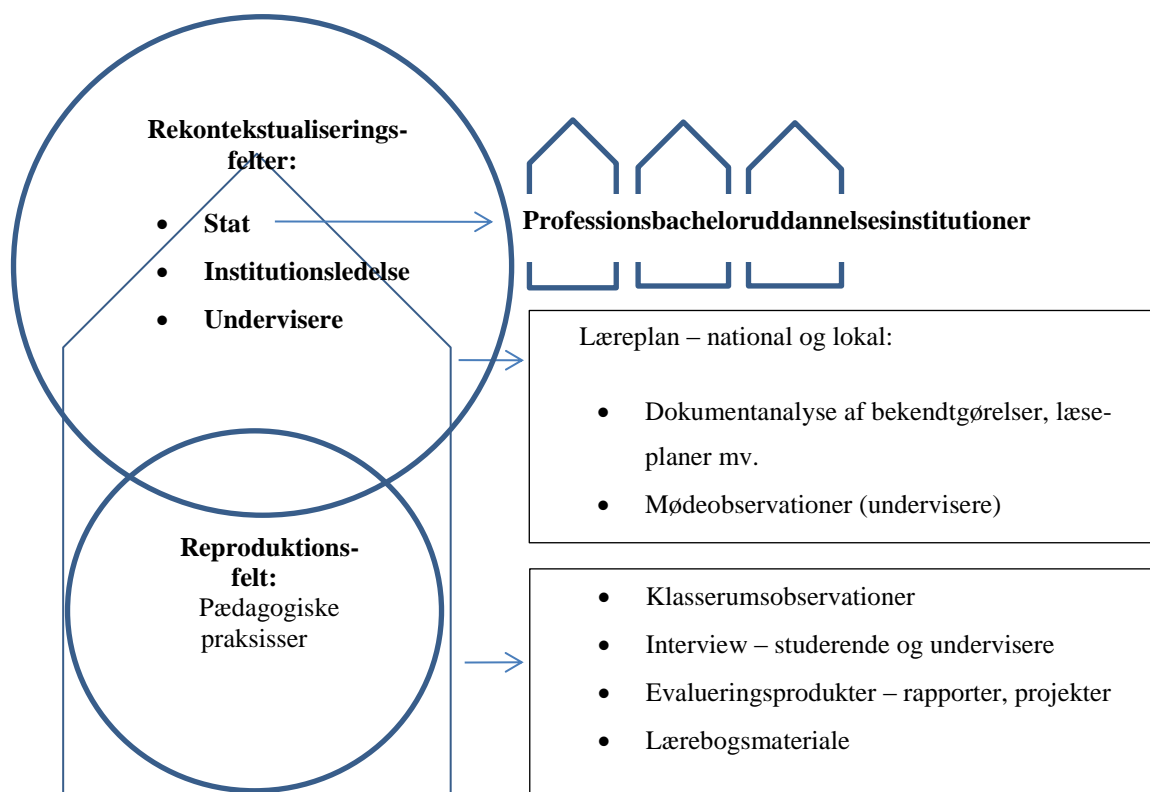 Rekontekstualiserings-
felter:
• Stat
• Institutionsledelse
• Undervisere
Professionsbacheloruddannelsesinstitutioner
Læreplan – national og lokal:
• Dokumentanalyse af bekendtgørelser, læse-
planer mv.
• Mødeobservationer (undervisere)
Reproduktions-
felt:
Pædagogiske
praksisser
• Klasserumsobservationer
• Interview – studerende og undervisere
• Evalueringsprodukter – rapporter, projekter
• Lærebogsmateriale